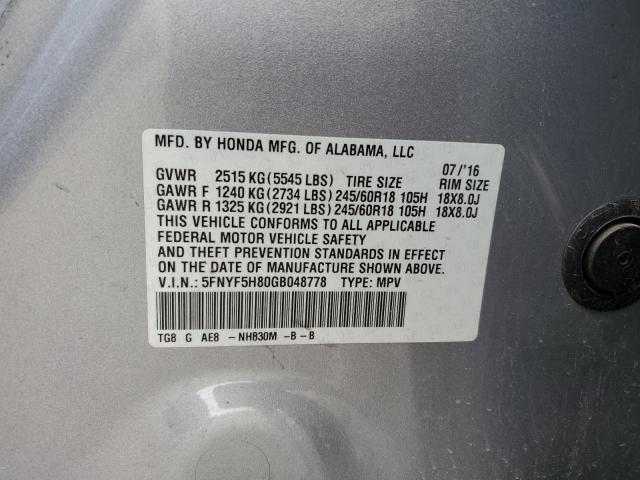 MFD. BY HONDA MFG. OF ALABAMA, LLC
07/'16
GVWR 2515 KG (5545 LBS) TIRE SIZE RIM SIZE
GAWR F 1240 KG (2734 LBS) 245/60R18 105H 18X8.0J
GAWR R 1325 KG (2921 LBS) 245/60R18 105H 18X8.0J
THIS VEHICLE CONFORMS TO ALL APPLICABLE
FEDERAL MOTOR VEHICLE SAFETY
AND THEFT PREVENTION STANDARDS IN EFFECT
ON THE DATE OF MANUFACTURE SHOWN ABOVE.
V.I.N.: 5FNYF5H80GB048778 TYPE: MPV
TG8 G AE8 - NH830M -B - B